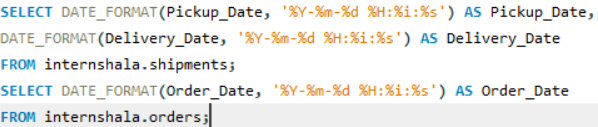 SELECT DATE_FORMAT(Pickup_Date, '%Y-%m-%d %H:%i:%s') AS Pickup_Date,
DATE_FORMAT(Delivery_Date, '%Y-%m-%d %H:%i:%s') AS Delivery_Date
FROM internshala.shipments;
SELECT DATE_FORMAT(Order_Date, '%Y-%m-%d %H:%i:%s') AS Order_Date
FROM internshala.orders;